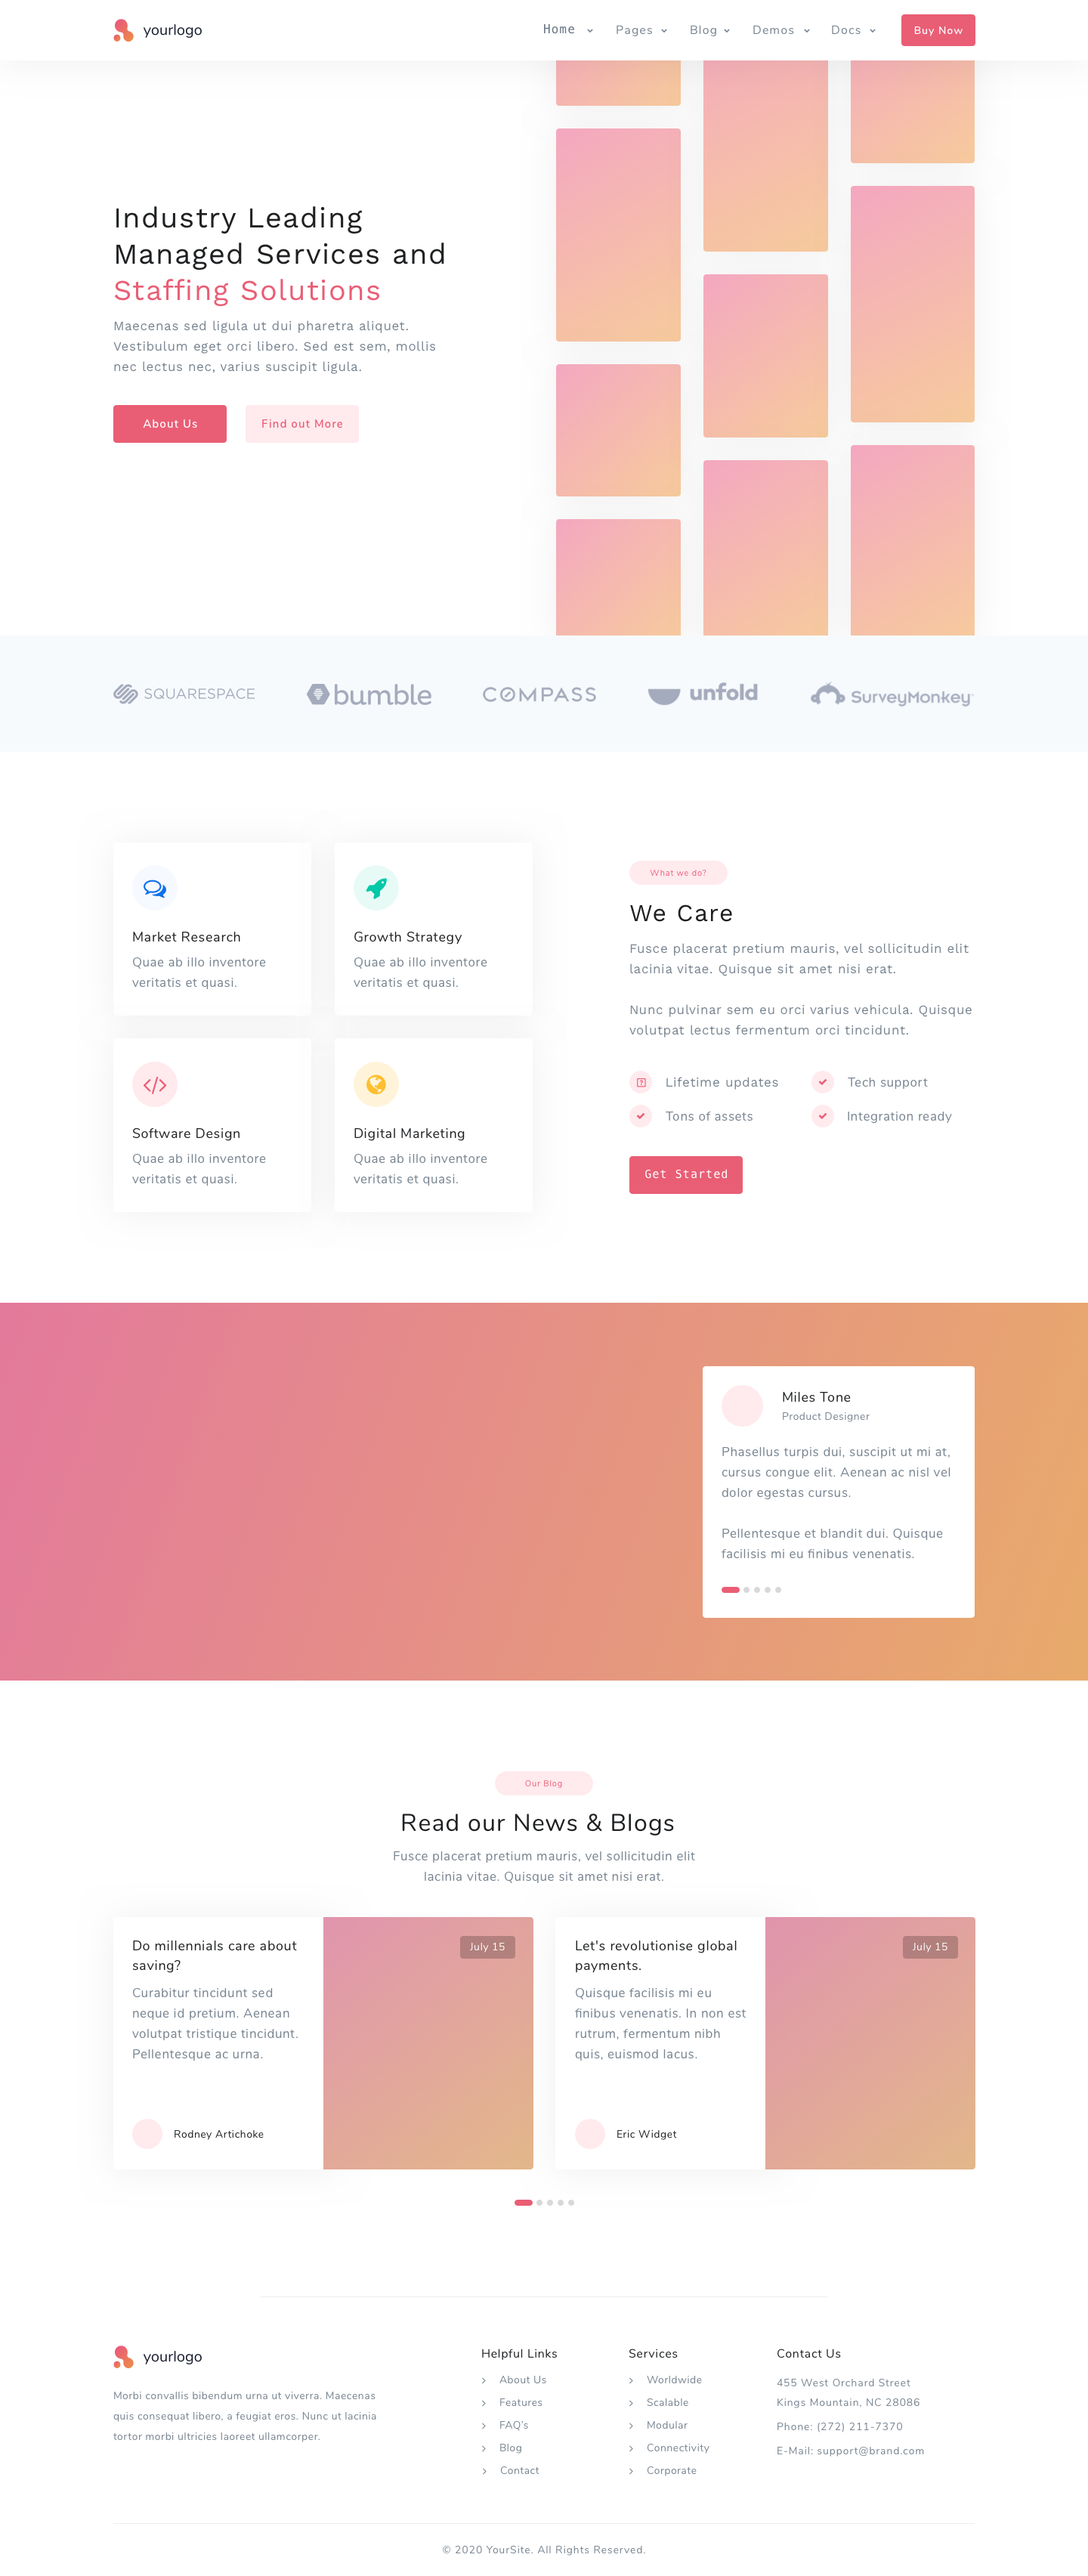 yourlogo
Home Pages Blog Demos Docs Buy Now
Industry Leading
Managed Services and
Staffing Solutions
Maecenas sed ligula ut dui pharetra aliquet.
Vestibulum eget orci libero. Sed est sem, mollis
nec lectus nec, varius suscipit ligula.
About Us
Find out More
SQUARESPACE
bumble
COMPASS
unfold
SurveyMonkey
Market Research
Quae ab illo inventore
veritatis et quasi.
Growth Strategy
Quae ab illo inventore
veritatis et quasi.
Software Design
Quae ab illo inventore
veritatis et quasi.
Digital Marketing
Quae ab illo inventore
veritatis et quasi.
What we do?
We Care
Fusce placerat pretium mauris, vel sollicitudin elit
lacinia vitae. Quisque sit amet nisi erat.
Nunc pulvinar sem eu orci varius vehicula. Quisque
volutpat lectus fermentum orci tincidunt.
Lifetime updates
Tech support
Tons of assets
Integration ready
Get Started
Miles Tone
Product Designer
Phasellus turpis dui, suscipit ut mi at,
cursus congue elit. Aenean ac nisl vel
dolor egestas cursus.
Pellentesque et blandit dui. Quisque
facilisis mi eu finibus venenatis.
Our Blog
Read our News & Blogs
Fusce placerat pretium mauris, vel sollicitudin elit
lacinia vitae. Quisque sit amet nisi erat.
Do millennials care about
saving?
Curabitur tincidunt sed
neque id pretium. Aenean
volutpat tristique tincidunt.
Pellentesque ac urna.
Rodney Artichoke
July 15
Let's revolutionise global
payments.
Quisque facilisis mi eu
finibus venenatis. In non est
rutrum, fermentum nibh
quis, euismod lacus.
Eric Widget
July 15
yourlogo
Morbi convallis bibendum urna ut viverra. Maecenas
quis consequat libero, a feugiat eros. Nunc ut lacinia
tortor morbi ultricies laoreet ullamcorper.
Helpful Links
About Us
Features
FAQ's
Blog
Contact
Services
Worldwide
Scalable
Modular
Connectivity
Corporate
Contact Us
455 West Orchard Street
Kings Mountain, NC 28086
Phone: (272) 211-7370
E-Mail: support@brand.com
© 2020 YourSite. All Rights Reserved.